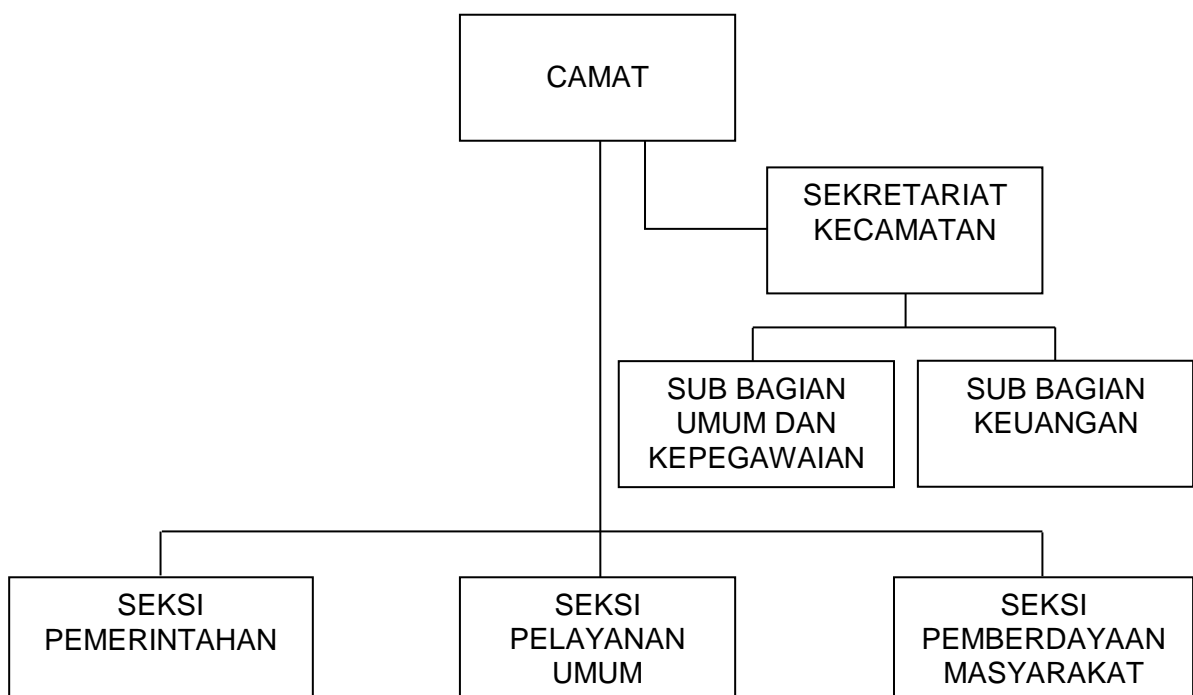 CAMAT
SEKRETARIAT
KECAMATAN
SUB BAGIAN
UMUM DAN
KEPEGAWAIAN
SUB BAGIAN
KEUANGAN
SEKSI
PEMERINTAHAN
SEKSI
PELAYANAN
UMUM
SEKSI
PEMBERDAYAAN
MASYARAKAT